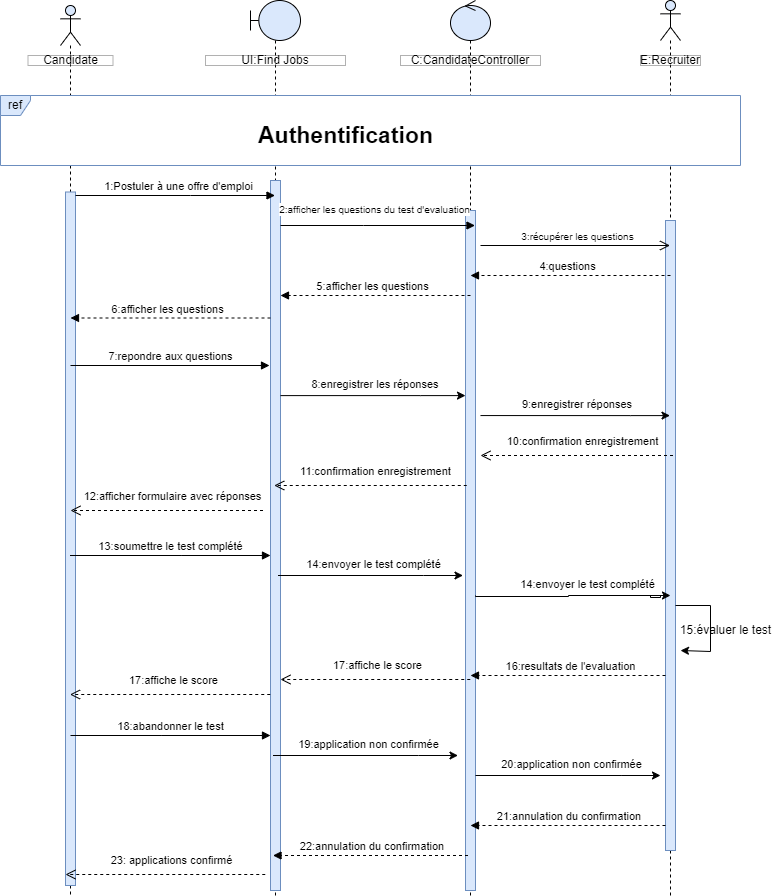 Candidate
UI:Find Jobs
C:CandidateController
E:Recruiter
ref
Authentification
1:Postuler à une offre d'emploi
2:afficher les questions du test d'evaluation
3:récupérer les questions
4:questions
5:afficher les questions
6:afficher les questions
7:repondre aux questions
8:enregistrer les réponses
9:enregistrer réponses
10:confirmation enregistrement
11:confirmation enregistrement
12:afficher formulaire avec réponses
13:soumettre le test complété
14:envoyer le test complété
14:envoyer le test complété
15:évaluer le test
16:resultats de l'evaluation
17:affiche le score
17:affiche le score
18:abandonner le test
19:application non confirmée
20:application non confirmée
21:annulation du confirmation
22:annulation du confirmation
23: applications confirmé